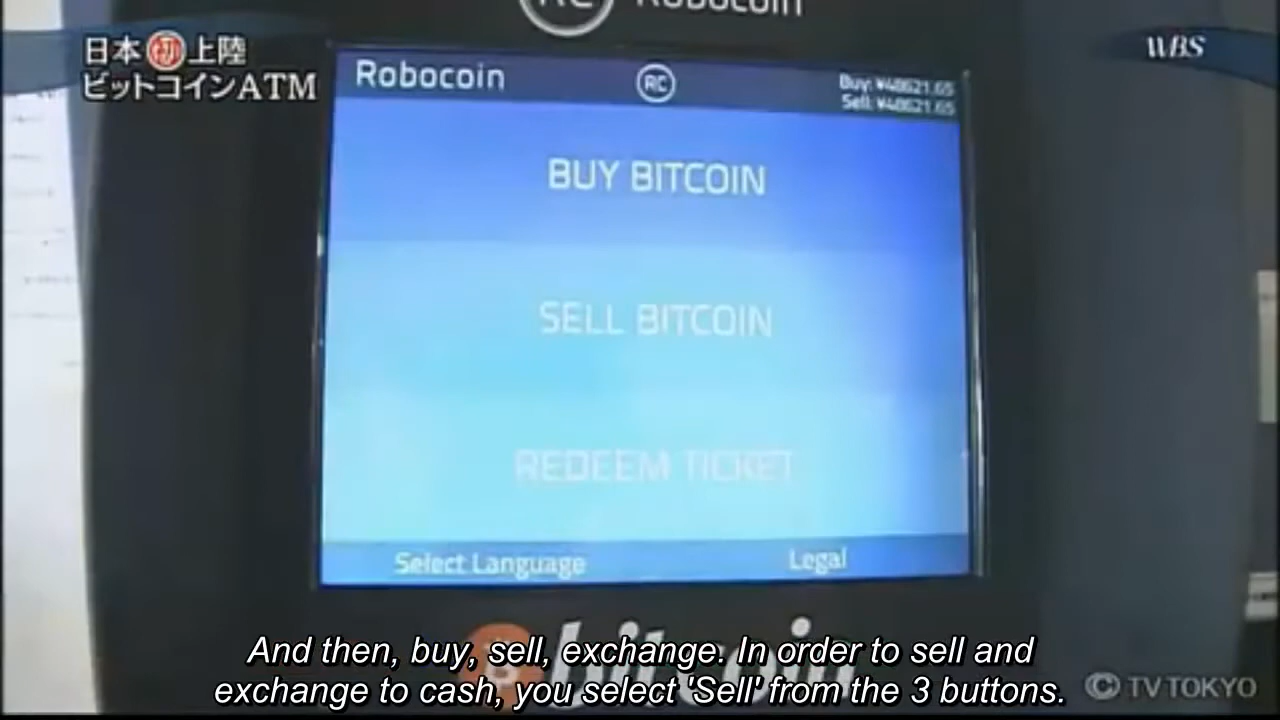 RC Robocoin
日本初上陸
ビットコインATM
WBS
Robocoin
RC
Buy: ¥48621.65
Sell: ¥48621.65
BUY BITCOIN
SELL BITCOIN
REDEEM TICKET
Select Language
Legal
bitcoin
And then, buy, sell, exchange. In order to sell and
exchange to cash, you select 'Sell' from the 3 buttons.
© TV TOKYO